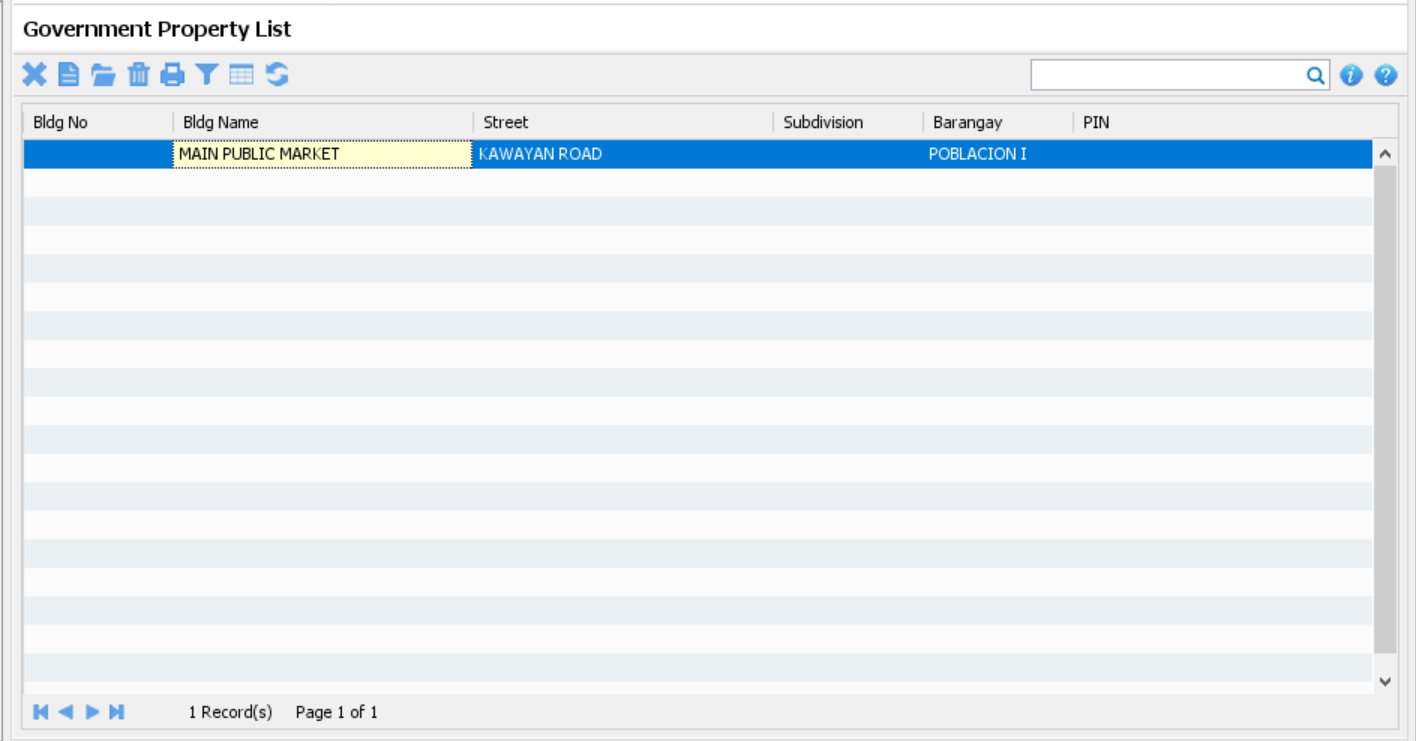 Government Property List
Bldg No Bldg Name Street Subdivision Barangay PIN
MAIN PUBLIC MARKET KAWAYAN ROAD POBLACION I
1 Record(s) Page 1 of 1